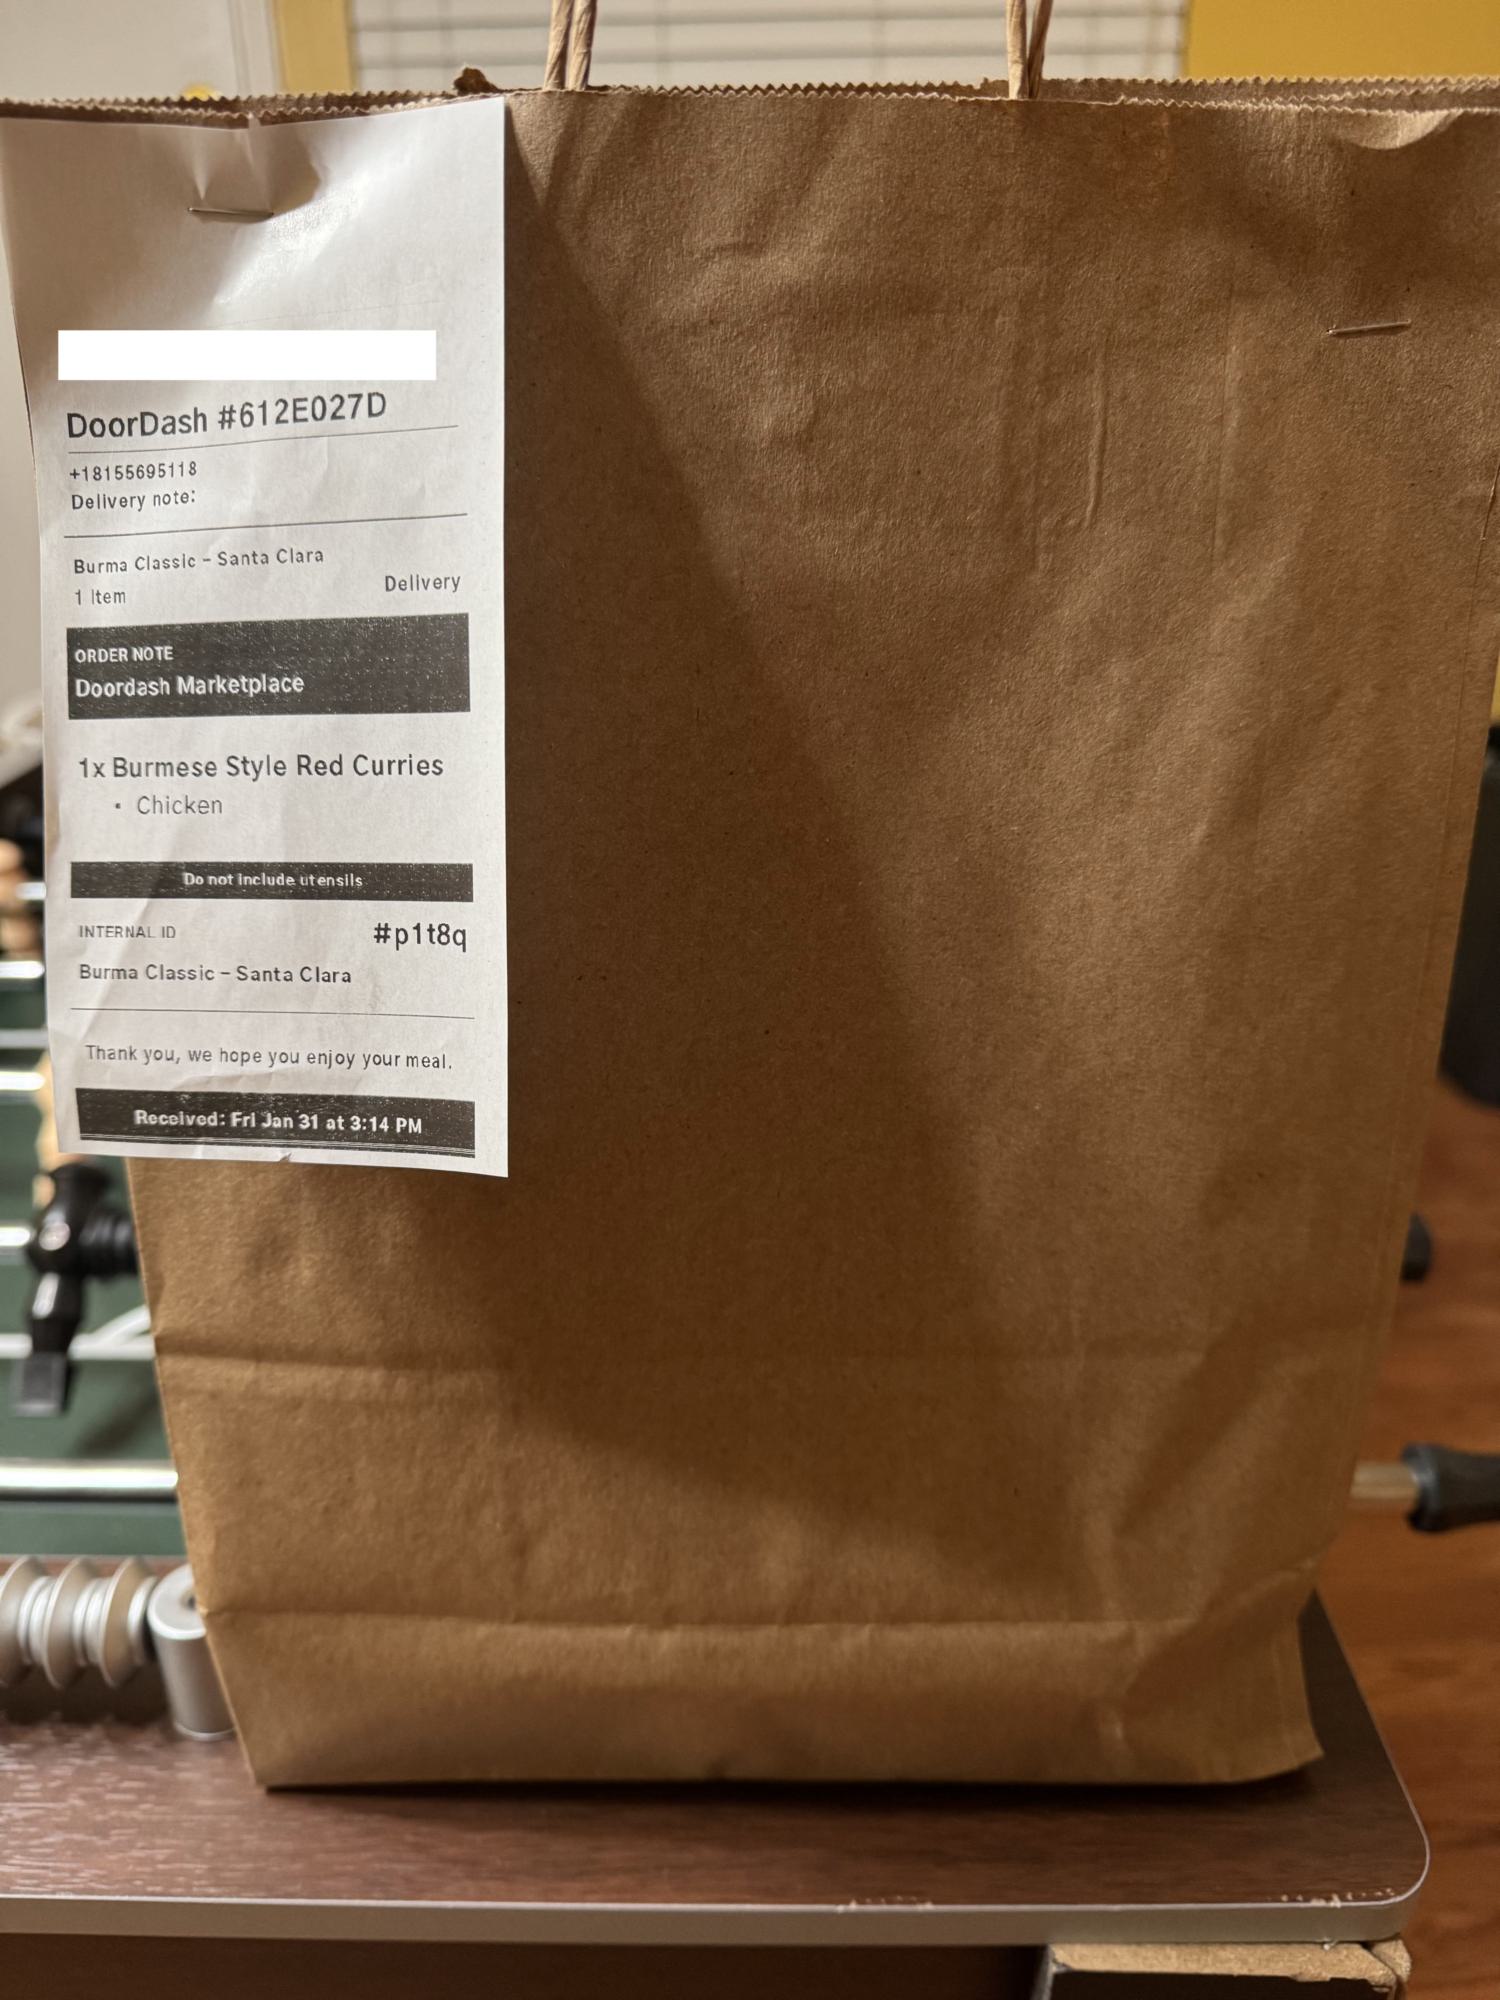 DoorDash #612E027D
+18155695118
Delivery note:
Burma Classic – Santa Clara
1 Item
Delivery
ORDER NOTE
Doordash Marketplace
1x Burmese Style Red Curries
• Chicken
Do not include utensils
INTERNAL ID
#p1t8q
Burma Classic – Santa Clara
Thank you, we hope you enjoy your meal.
Received: Fri Jan 31 at 3:14 PM